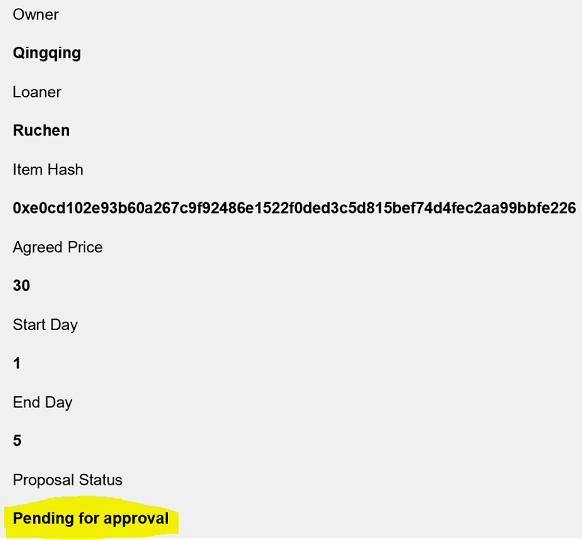 Owner
Qingqing
Loaner
Ruchen
Item Hash
0xe0cd102e93b60a267c9f92486e1522f0ded3c5d815bef74d4fec2aa99bbfe226
Agreed Price
30
Start Day
1
End Day
5
Proposal Status
Pending for approval